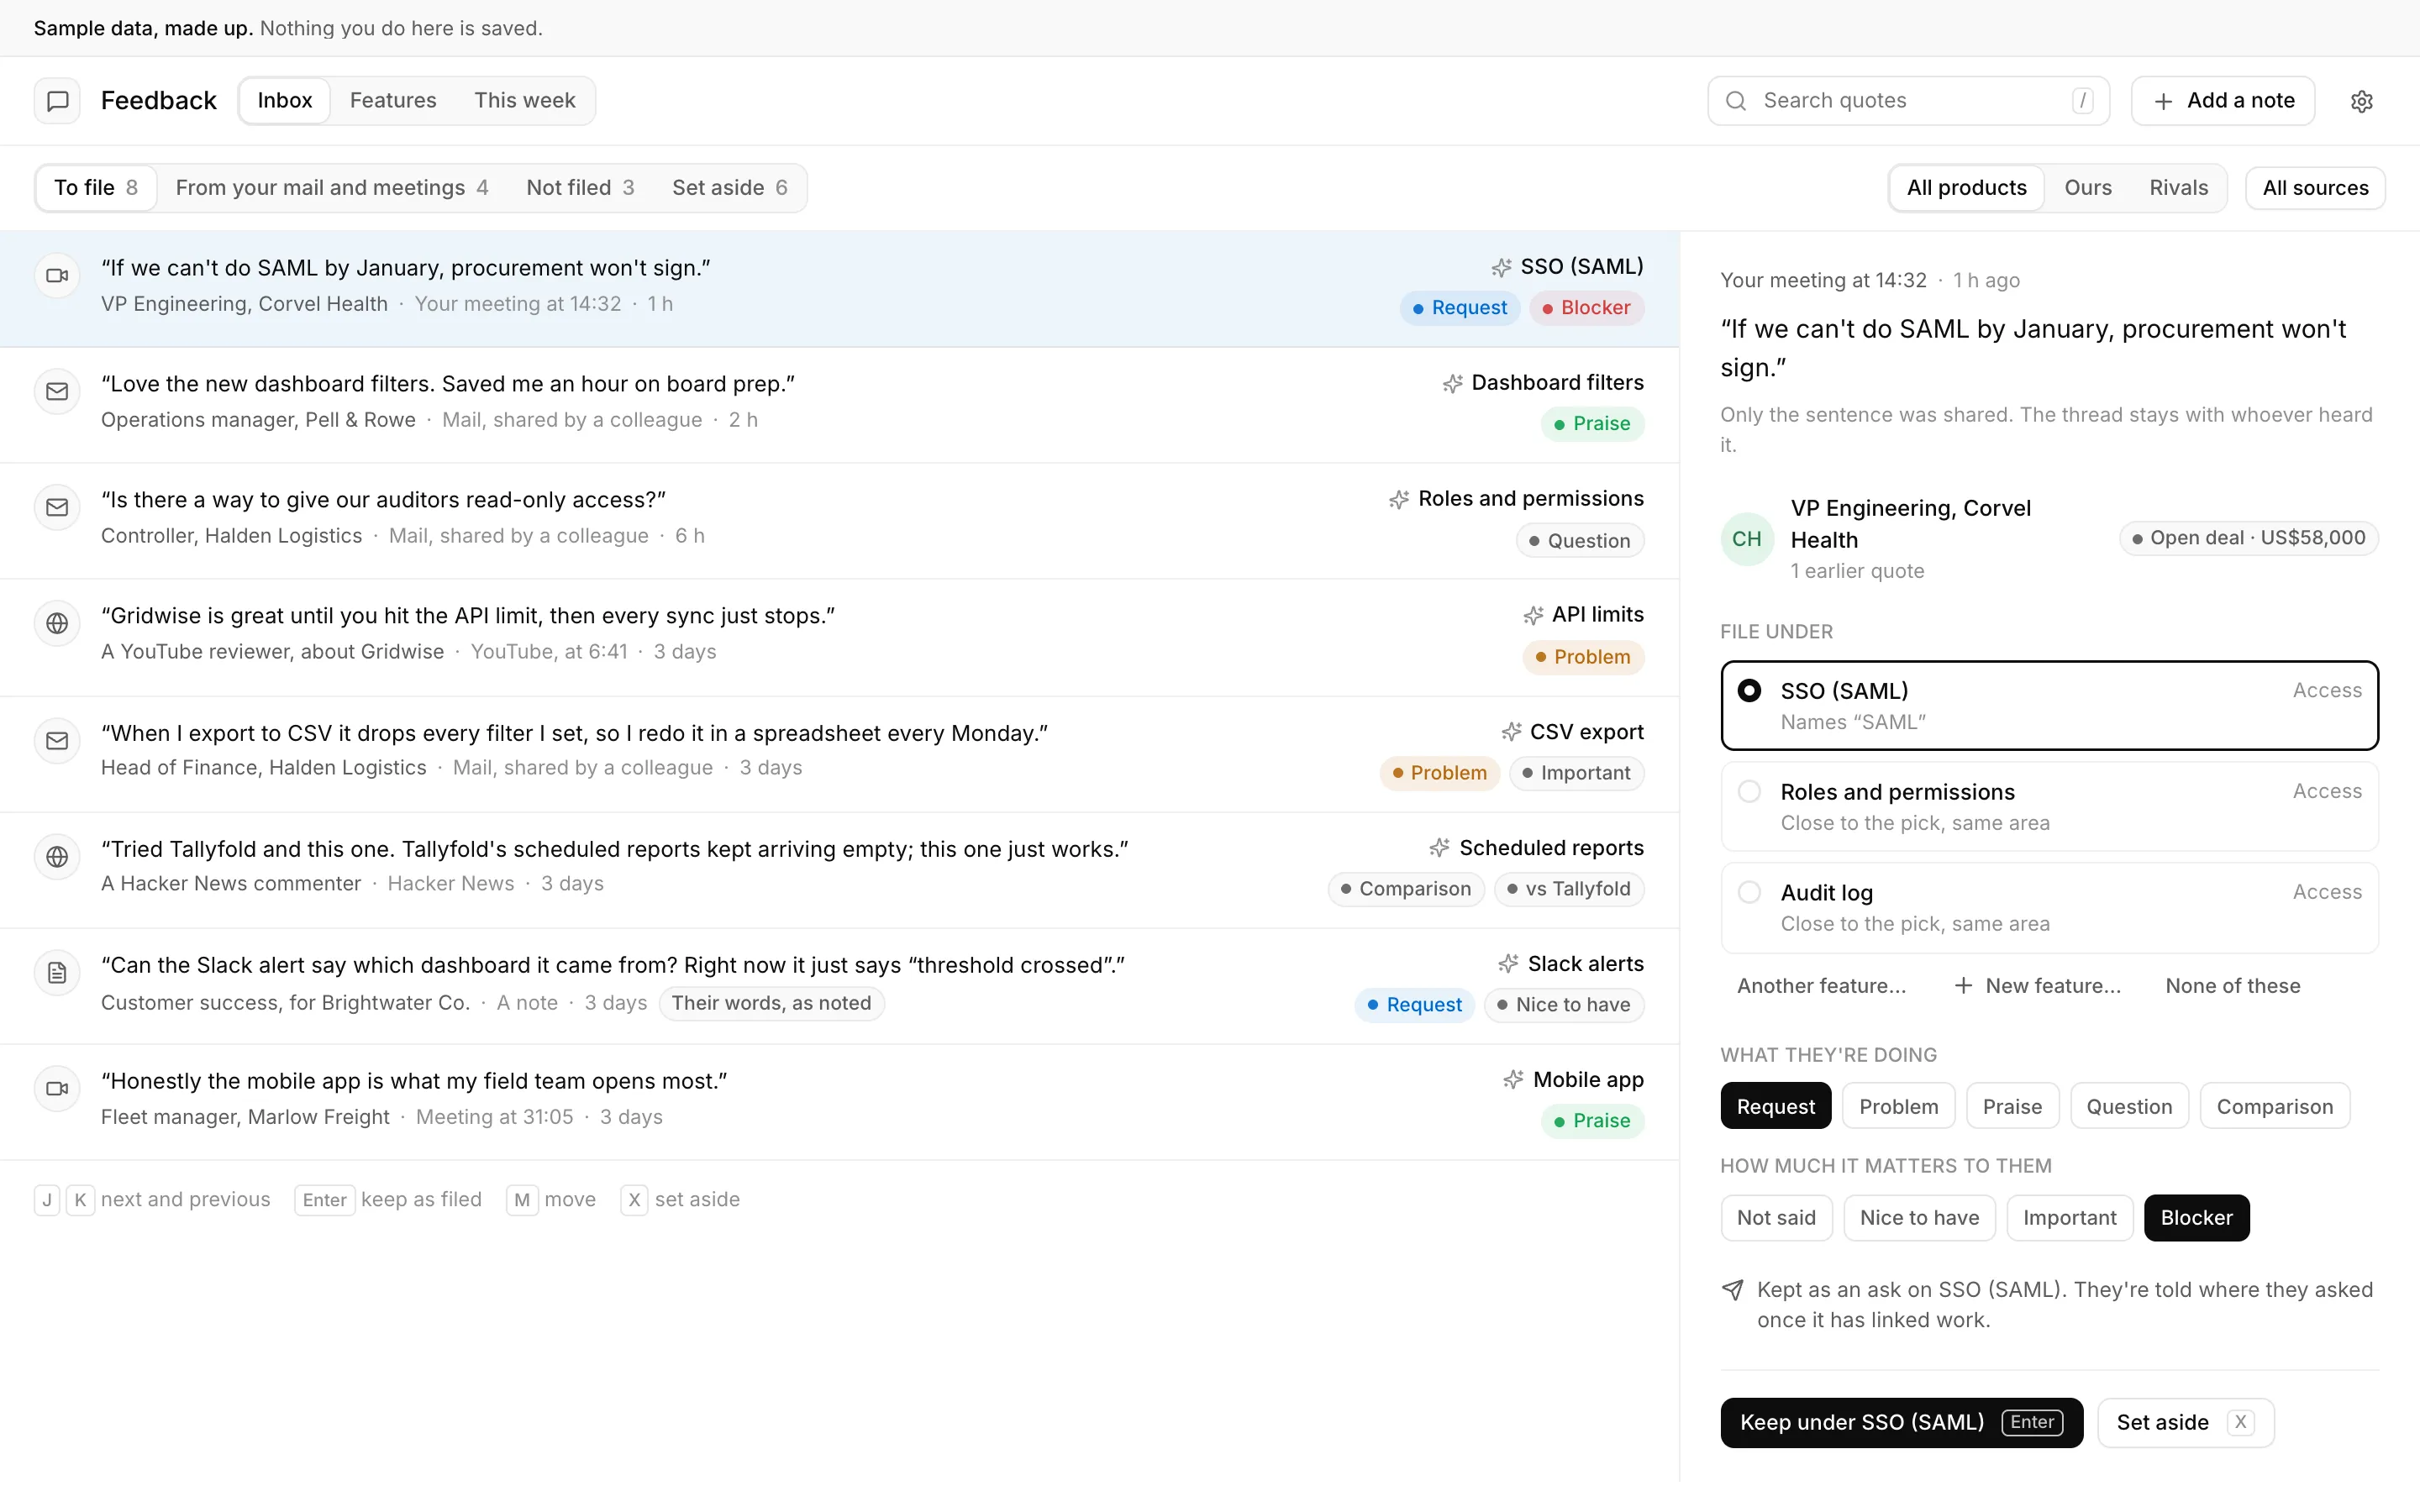 Sample data, made up. Nothing you do here is saved.
Feedback
Inbox
Features
This week
Search quotes
/
Add a note
To file 8
From your mail and meetings 4
Not filed 3
Set aside 6
All products
Ours
Rivals
All sources
“If we can't do SAML by January, procurement won't sign.”
VP Engineering, Corvel Health · Your meeting at 14:32 · 1 h
SSO (SAML)
Request
Blocker
“Love the new dashboard filters. Saved me an hour on board prep.”
Operations manager, Pell & Rowe · Mail, shared by a colleague · 2 h
Dashboard filters
Praise
“Is there a way to give our auditors read-only access?”
Controller, Halden Logistics · Mail, shared by a colleague · 6 h
Roles and permissions
Question
“Gridwise is great until you hit the API limit, then every sync just stops.”
A YouTube reviewer, about Gridwise · YouTube, at 6:41 · 3 days
API limits
Problem
“When I export to CSV it drops every filter I set, so I redo it in a spreadsheet every Monday.”
Head of Finance, Halden Logistics · Mail, shared by a colleague · 3 days
CSV export
Problem
Important
“Tried Tallyfold and this one. Tallyfold's scheduled reports kept arriving empty; this one just works.”
A Hacker News commenter · Hacker News · 3 days
Scheduled reports
Comparison
vs Tallyfold
“Can the Slack alert say which dashboard it came from? Right now it just says “threshold crossed”.”
Customer success, for Brightwater Co. · A note · 3 days
Their words, as noted
Slack alerts
Request
Nice to have
“Honestly the mobile app is what my field team opens most.”
Fleet manager, Marlow Freight · Meeting at 31:05 · 3 days
Mobile app
Praise
J K next and previous Enter keep as filed M move X set aside
Your meeting at 14:32 · 1 h ago
“If we can't do SAML by January, procurement won't
sign.”
Only the sentence was shared. The thread stays with whoever heard
it.
CH
VP Engineering, Corvel
Health
1 earlier quote
Open deal · US$58,000
FILE UNDER
SSO (SAML)
Access
Names “SAML”
Roles and permissions
Access
Close to the pick, same area
Audit log
Access
Close to the pick, same area
Another feature...
New feature...
None of these
WHAT THEY'RE DOING
Request
Problem
Praise
Question
Comparison
HOW MUCH IT MATTERS TO THEM
Not said
Nice to have
Important
Blocker
Kept as an ask on SSO (SAML). They're told where they asked
once it has linked work.
Keep under SSO (SAML) Enter
Set aside X